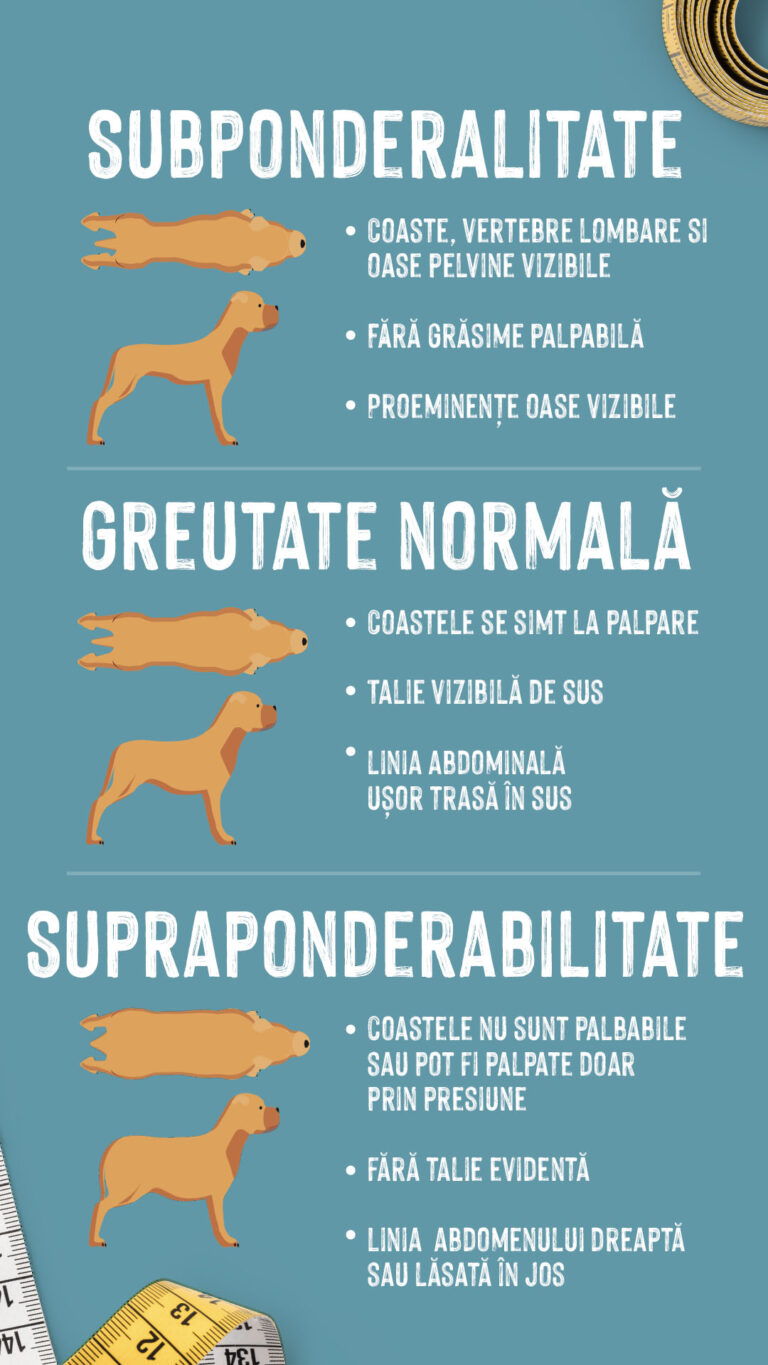 SUBPONDERALITATE
• COASTE, VERTEBRE LOMBARE SI
OASE PELVINE VIZIBILE
• FĂRĂ GRĂSIME PALPABILĂ
• PROEMINENȚE OASE VIZIBILE
GREUTATE NORMALĂ
• COASTELE SE SIMT LA PALPARE
• TALIE VIZIBILĂ DE SUS
• LINIA ABDOMINALĂ
UȘOR TRASĂ ÎN SUS
SUPRAPONDERABILITATE
• COASTELE NU SUNT PALBABILE
SAU POT FI PALPATE DOAR
PRIN PRESIUNE
• FĂRĂ TALIE EVIDENTĂ
• LINIA ABDOMENULUI DREAPTĂ
SAU LĂSATĂ ÎN JOS
12 13
134